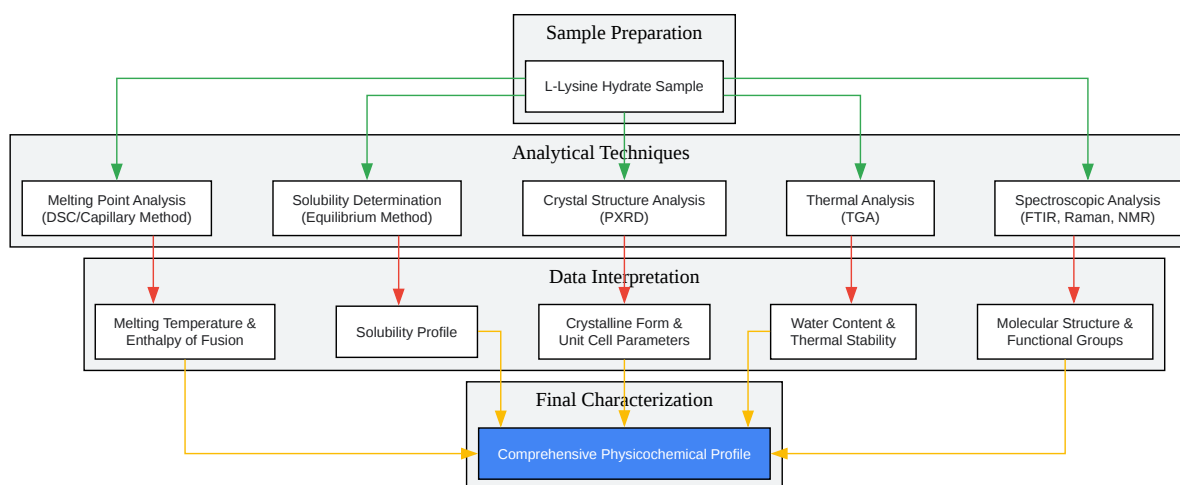 Sample Preparation
L-Lysine Hydrate Sample
Analytical Techniques
Melting Point Analysis
(DSC/Capillary Method)
Solubility Determination
(Equilibrium Method)
Crystal Structure Analysis
(PXRD)
Thermal Analysis
(TGA)
Spectroscopic Analysis
(FTIR, Raman, NMR)
Data Interpretation
Melting Temperature &
Enthalpy of Fusion
Solubility Profile
Crystalline Form &
Unit Cell Parameters
Water Content &
Thermal Stability
Molecular Structure &
Functional Groups
Final Characterization
Comprehensive Physicochemical Profile